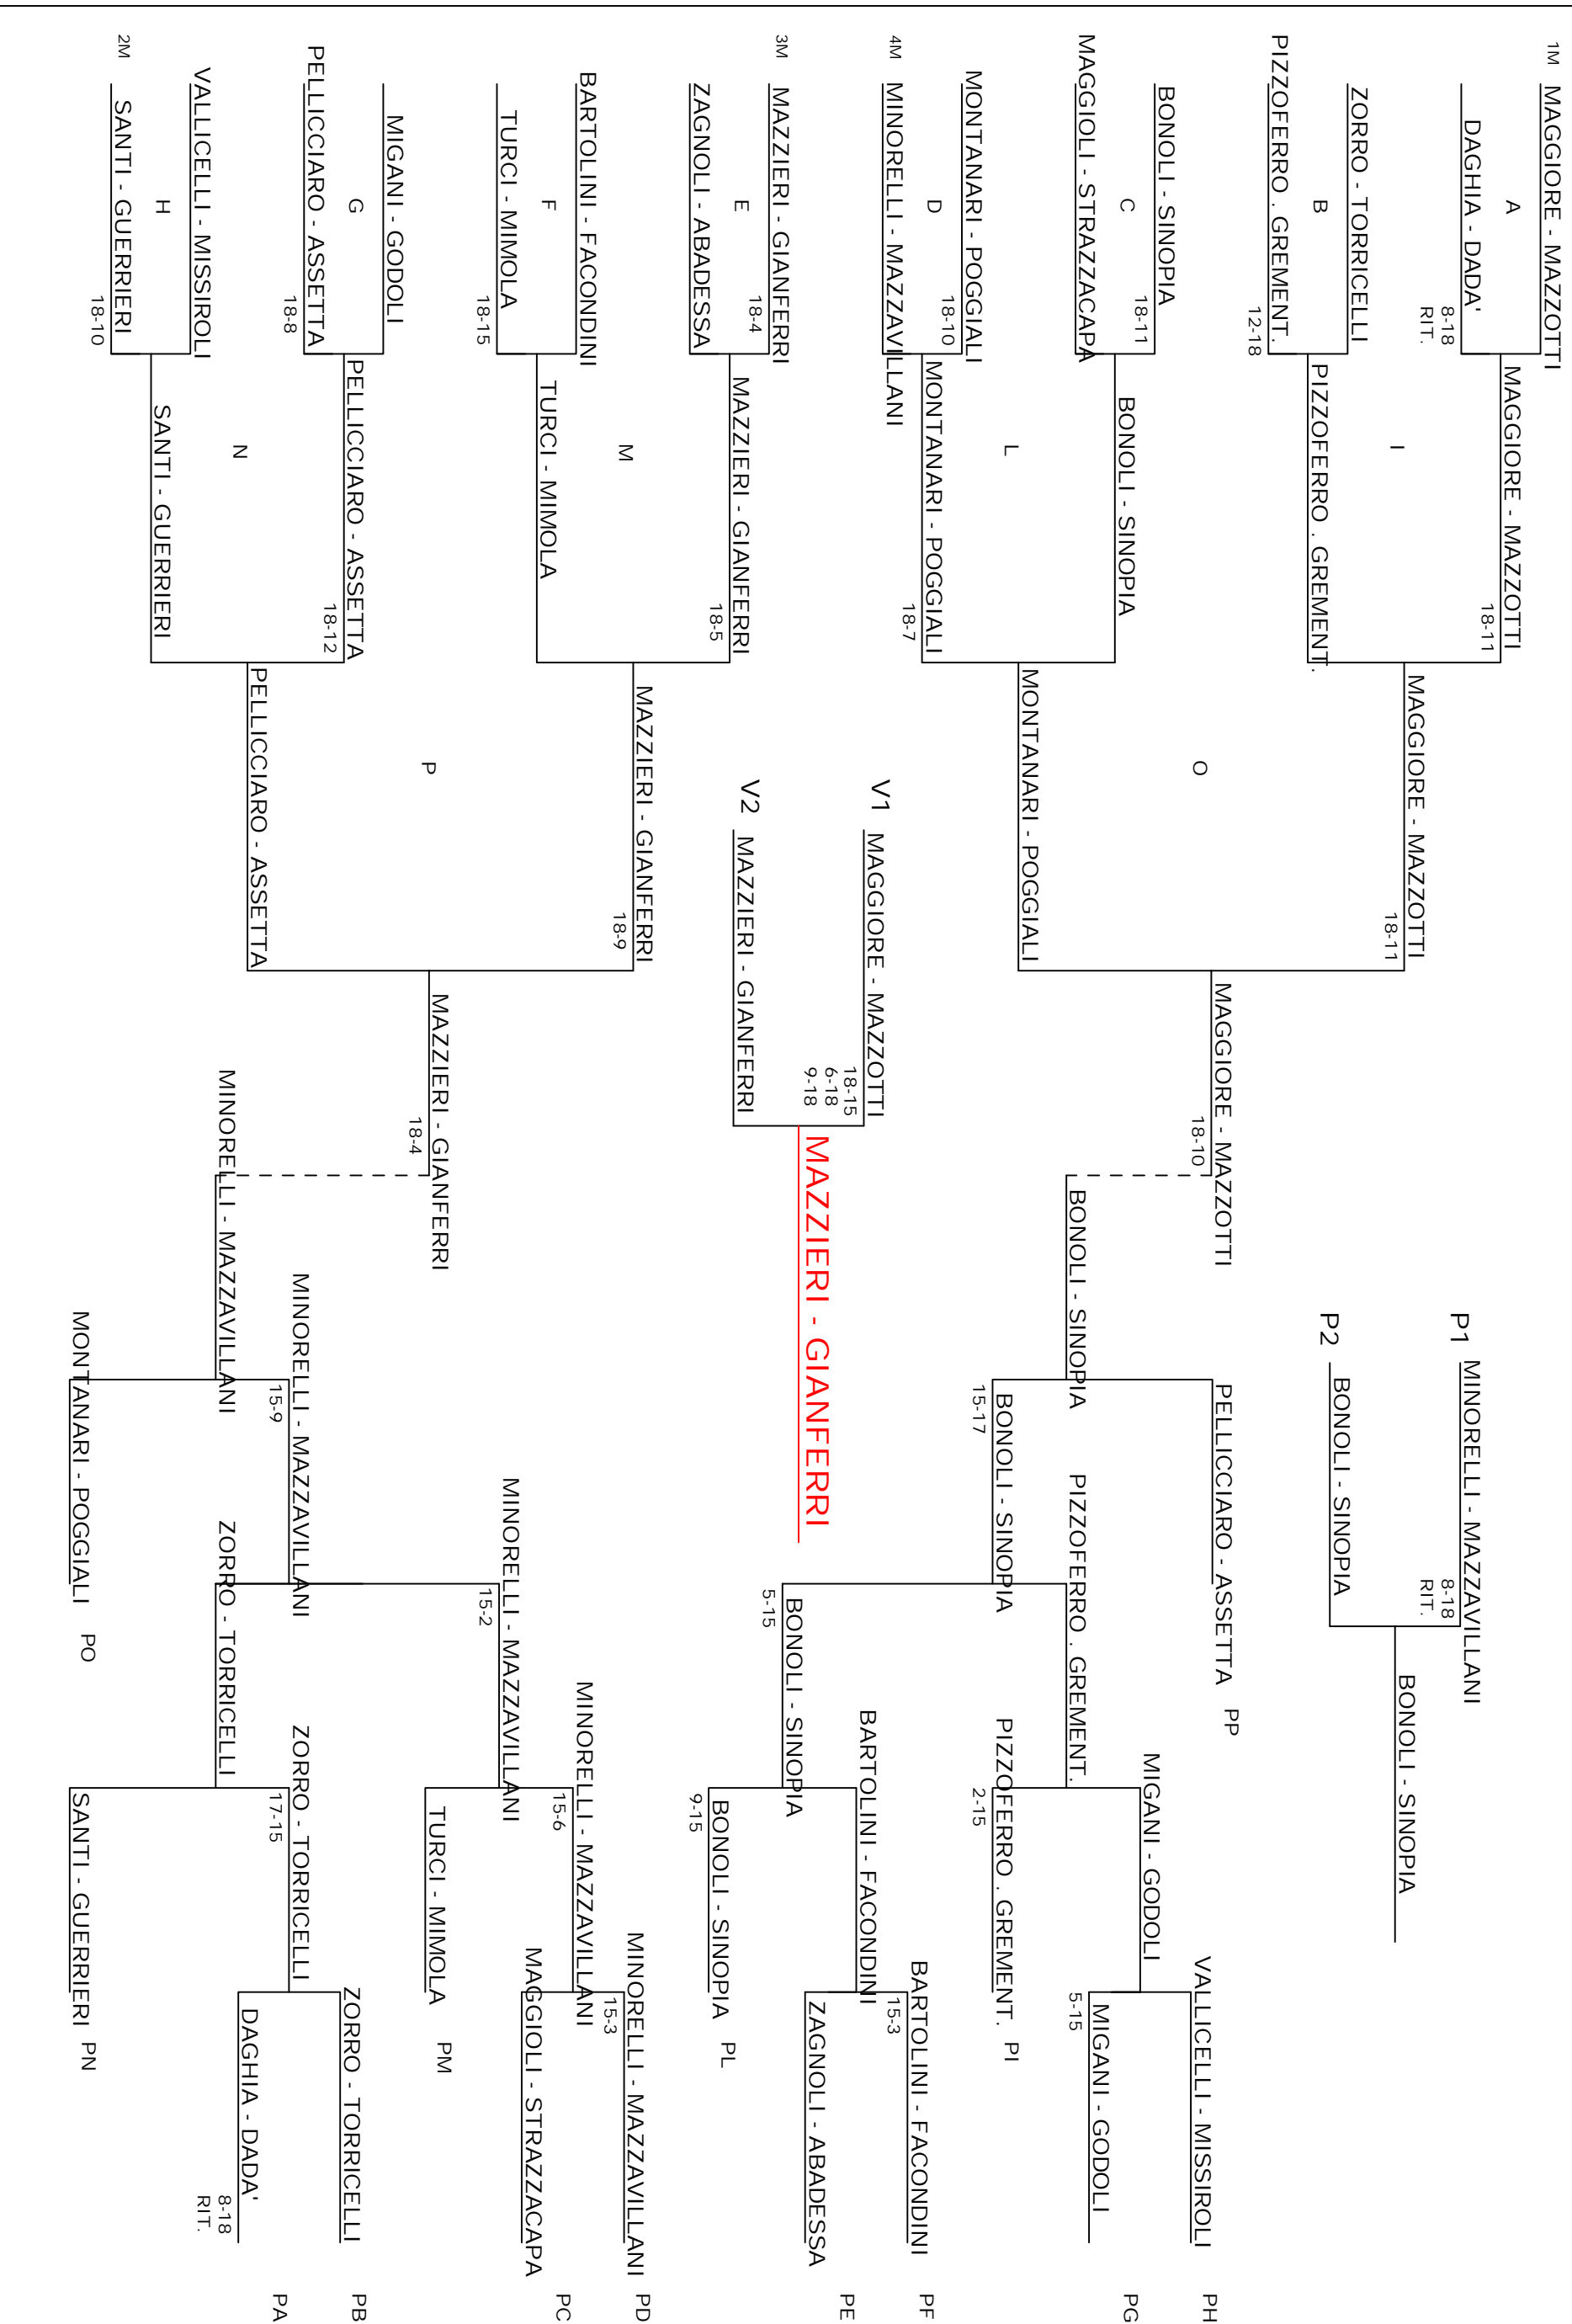 1M MAGGIORE - MAZZOTTI
A
DAGHIA - DADA'
8-18
RIT.
ZORRO - TORRICELLI
B
PIZZOFERRO . GREMENT.
12-18
BONOLI - SINOPIA
18-11
C
MAGGIOLI - STRAZZACAPA
MONTANARI - POGGIALI
18-10
D
4M MINORELLI - MAZZAVILLANI
3M MAZZIERI - GIANFERRI
18-4
E
ZAGNOLI - ABADESSA
BARTOLINI - FACONDINI
F
TURCI - MIMOLA
18-15
MIGANI - GODOLI
G
PELLICCIARO - ASSETTA
18-8
VALLICELLI - MISSIROLI
H
2M SANTI - GUERRIERI
18-10
MAGGIORE - MAZZOTTI
18-11
I
PIZZOFERRO . GREMENT.
BONOLI - SINOPIA
L
MONTANARI - POGGIALI
18-7
MAZZIERI - GIANFERRI
18-5
M
TURCI - MIMOLA
PELLICCIARO - ASSETTA
18-12
N
SANTI - GUERRIERI
MAGGIORE - MAZZOTTI
18-11
O
MONTANARI - POGGIALI
MAZZIERI - GIANFERRI
18-9
P
PELLICCIARO - ASSETTA
V1 MAGGIORE - MAZZOTTI
18-15
6-18
9-18
V2 MAZZIERI - GIANFERRI
MAZZIERI - GIANFERRI
MAGGIORE - MAZZOTTI
18-10
MAZZIERI - GIANFERRI
18-4
BONOLI - SINOPIA
MINORELLI - MAZZAVILLANI
P1 MINORELLI - MAZZAVILLANI
8-18
RIT.
P2 BONOLI - SINOPIA
BONOLI - SINOPIA
PELLICCIARO - ASSETTA PP
BONOLI - SINOPIA
15-17
MINORELLI - MAZZAVILLANI
15-9
MONTANARI - POGGIALI PO
PIZZOFERRO . GREMENT.
BONOLI - SINOPIA
5-15
MINORELLI - MAZZAVILLANI
15-2
ZORRO - TORRICELLI
MIGANI - GODOLI
PIZZOFERRO . GREMENT. PI
2-15
BARTOLINI - FACONDINI
BONOLI - SINOPIA PL
9-15
MINORELLI - MAZZAVILLANI
15-6
TURCI - MIMOLA PM
ZORRO - TORRICELLI
17-15
SANTI - GUERRIERI PN
VALLICELLI - MISSIROLI PH
MIGANI - GODOLI PG
5-15
BARTOLINI - FACONDINI PF
15-3
ZAGNOLI - ABADESSA PE
MINORELLI - MAZZAVILLANI PD
15-3
MAGGIOLI - STRAZZACAPA PC
ZORRO - TORRICELLI PB
DAGHIA - DADA' PA
8-18
RIT.